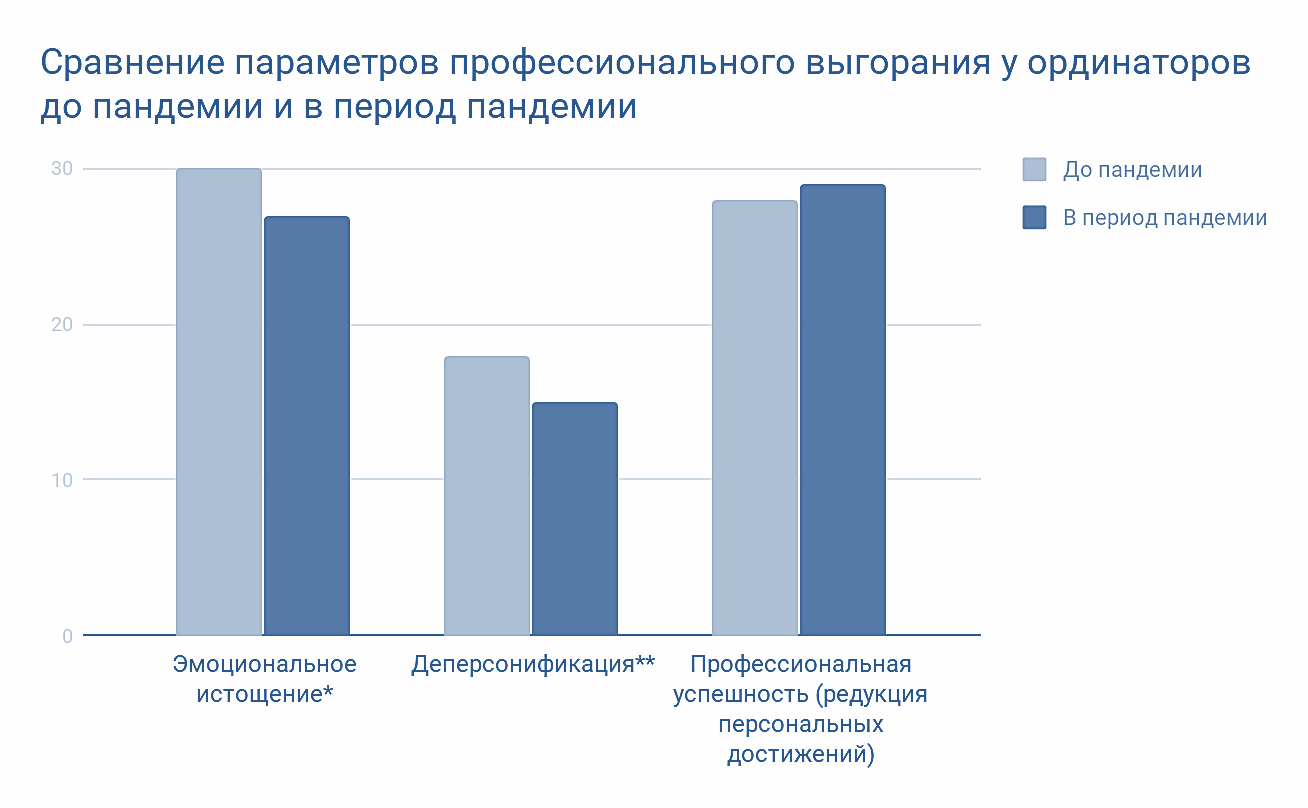 Сравнение параметров профессионального выгорания у ординаторов
до пандемии и в период пандемии
30
20
10
0
До пандемии
В период пандемии
Эмоциональное
истощение*
Деперсонификация**
Профессиональная
успешность (редукция
персональных
достижений)